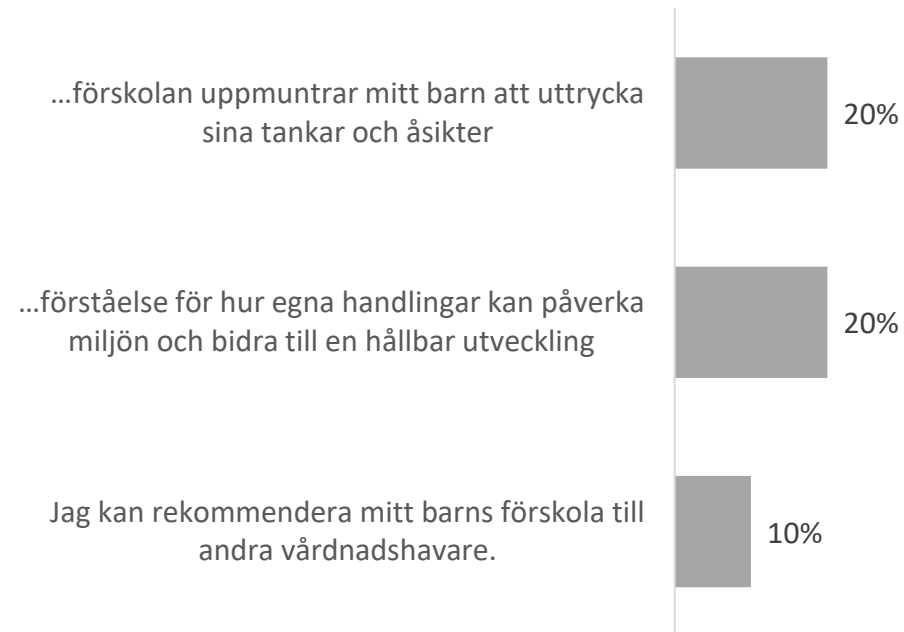 ...förskolan uppmuntrar mitt barn att uttrycka
sina tankar och åsikter
20%
...förståelse för hur egna handlingar kan påverka
miljön och bidra till en hållbar utveckling
20%
Jag kan rekommendera mitt barns förskola till
andra vårdnadshavare.
10%